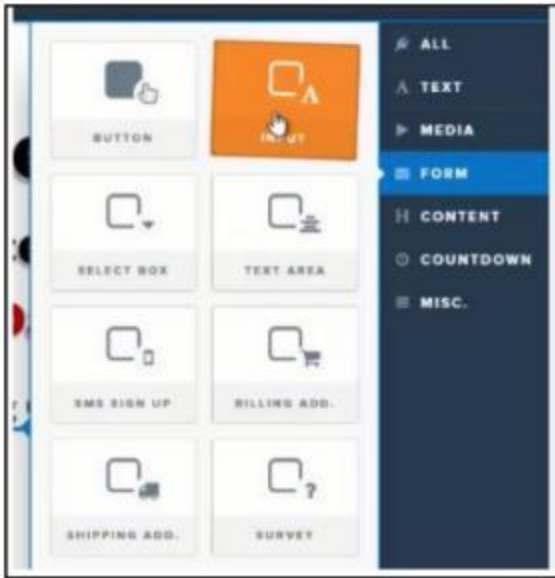 BUTTON
INPUT
SELECT BOX
TEXT AREA
SMS SIGN UP
BILLING ADD.
SHIPPING ADD.
SURVEY
ALL
TEXT
MEDIA
FORM
CONTENT
COUNTDOWN
MISC.